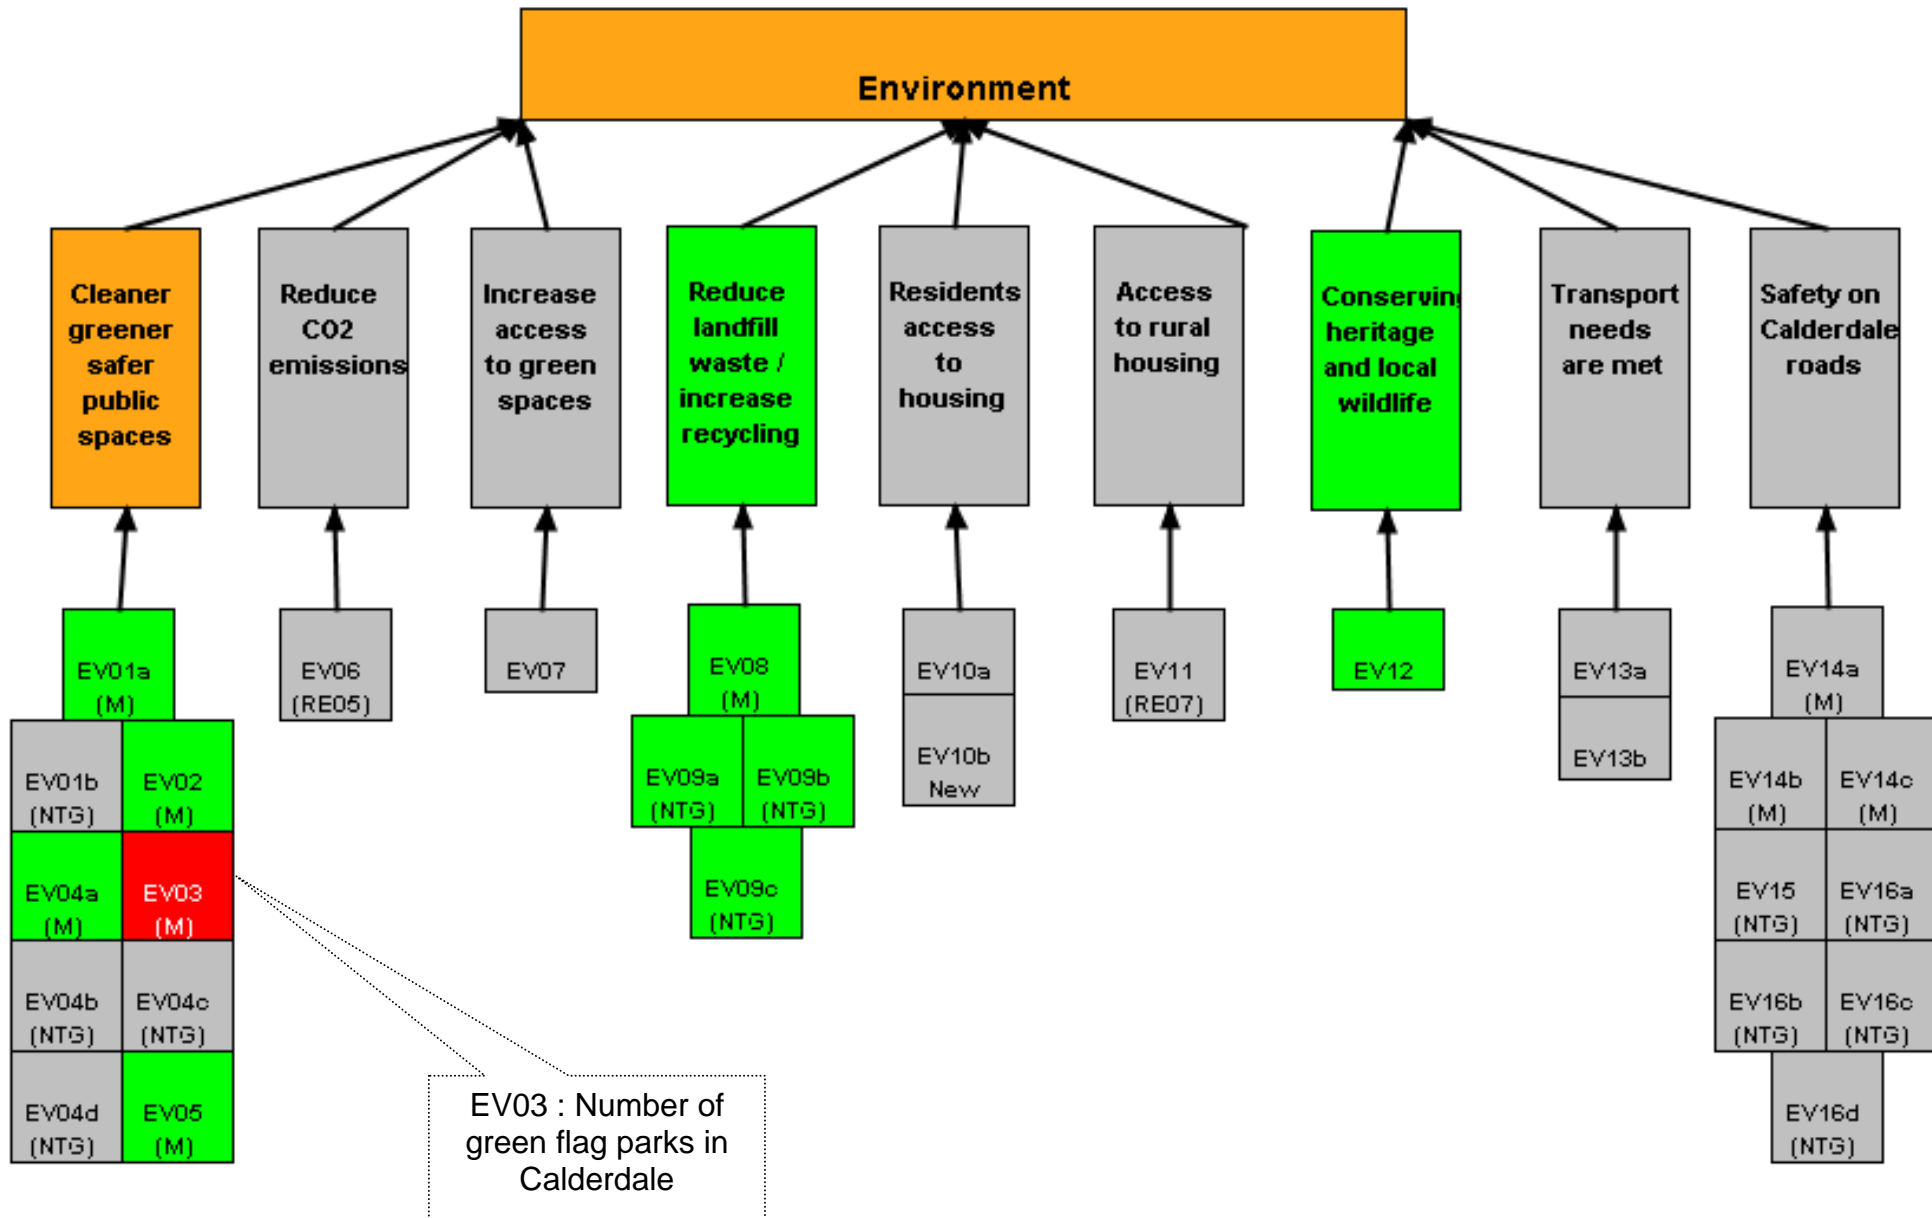 Environment
Cleaner
greener
safer
public
spaces
Reduce
CO2
emissions
Increase
access
to green
spaces
Reduce
landfill
waste /
increase
recycling
Residents
access
to
housing
Access
to rural
housing
Conserving
heritage
and local
wildlife
Transport
needs
are met
Safety on
Calderdale
roads
EV01a
(M)
EV01b
(NTG)
EV02
(M)
EV04a
(M)
EV03
(M)
EV04b
(NTG)
EV04c
(NTG)
EV04d
(NTG)
EV05
(M)
EV06
(RE05)
EV07
EV08
(M)
EV09a
(NTG)
EV09b
(NTG)
EV09c
(NTG)
EV10a
EV10b
New
EV11
(RE07)
EV12
EV13a
EV13b
EV14a
(M)
EV14b
(M)
EV14c
(M)
EV15
(NTG)
EV16a
(NTG)
EV16b
(NTG)
EV16c
(NTG)
EV16d
(NTG)
EV03 : Number of
green flag parks in
Calderdale